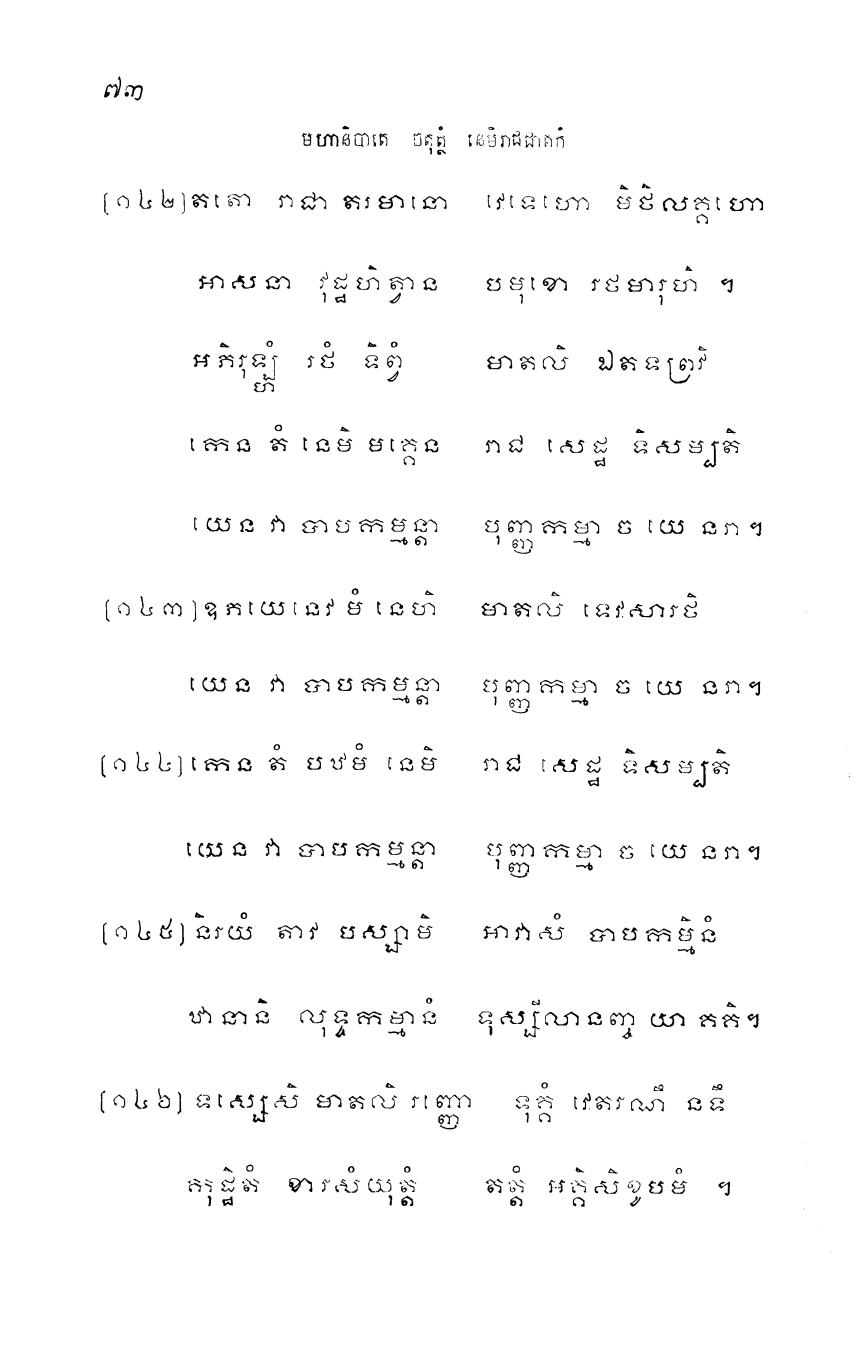 ៧៣
មហានិបាតេ ចតុត្ថំ នេមិរាជជាតកំ
[១៤២] តតោ រាជា តរមានោ វេទេហោ មិថិលគ្គហោ
អាសនា វុដ្ឋហិត្វាន បមុខោ រថមារុហិ ៗ
អភិរុឡ្ហំ រថំ ទិព្វំ មាតលិ ឯតទព្រវិ
កេន តំ នេមិ មគ្គេន រាជ សេដ្ឋ ទិសម្បតិ
យេន វា បាបកម្មន្តា បុញ្ញកម្មា ច យេ នរា ៗ
[១៤៣] ឧភយេនេវ មំ នេហិ មាតលិ ទេវសារថិ
យេន វា បាបកម្មន្តា បុញ្ញកម្មា ច យេ នរា ៗ
[១៤៤] កេន តំ បឋមំ នេមិ រាជ សេដ្ឋ ទិសម្បតិ
យេន វា បាបកម្មន្តា បុញ្ញកម្មា ច យេ នរា ៗ
[១៤៥] និរយំ តាវ បស្សាមិ អាវាសំ បាបកម្មិនំ
ឋានានិ លុទ្ទកម្មានំ ទុស្សីលានញ្ច យា គតិ ៗ
[១៤៦] ទស្សេសិ មាតលិ រញ្ញោ ទុគ្គំ វេតរណឹ នទឹ
កុដ្ឋិតំ ខារសំយុត្តំ តត្តំ អគ្គិសិខូបមំ ៗ